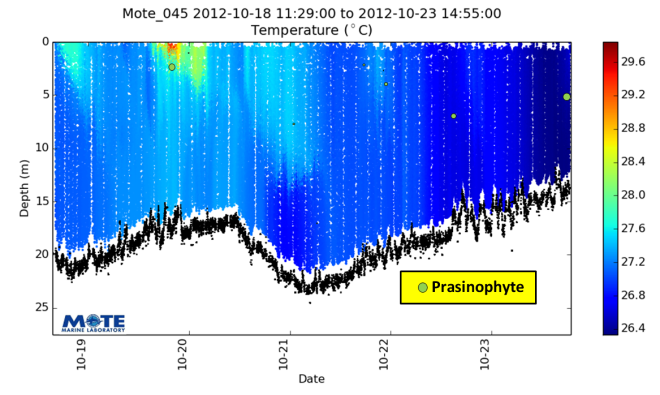 Mote_045 2012-10-18 11:29:00 to 2012-10-23 14:55:00
Temperature (°C)
0
5
10
15
20
25
Depth (m)
29.6
29.2
28.8
28.4
28.0
27.6
27.2
26.8
26.4
Prasinophyte
MOTE
MARINE LABORATORY
10-19
10-20
10-21
10-22
10-23
Date